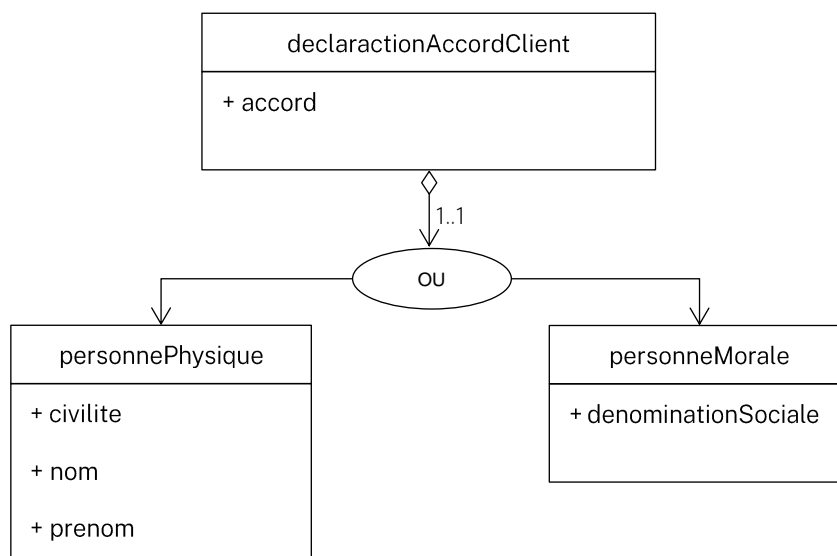 declaractionAccordClient
+ accord
1..1
OU
personnePhysique
+ civilite
+ nom
+ prenom
personneMorale
+ denominationSociale